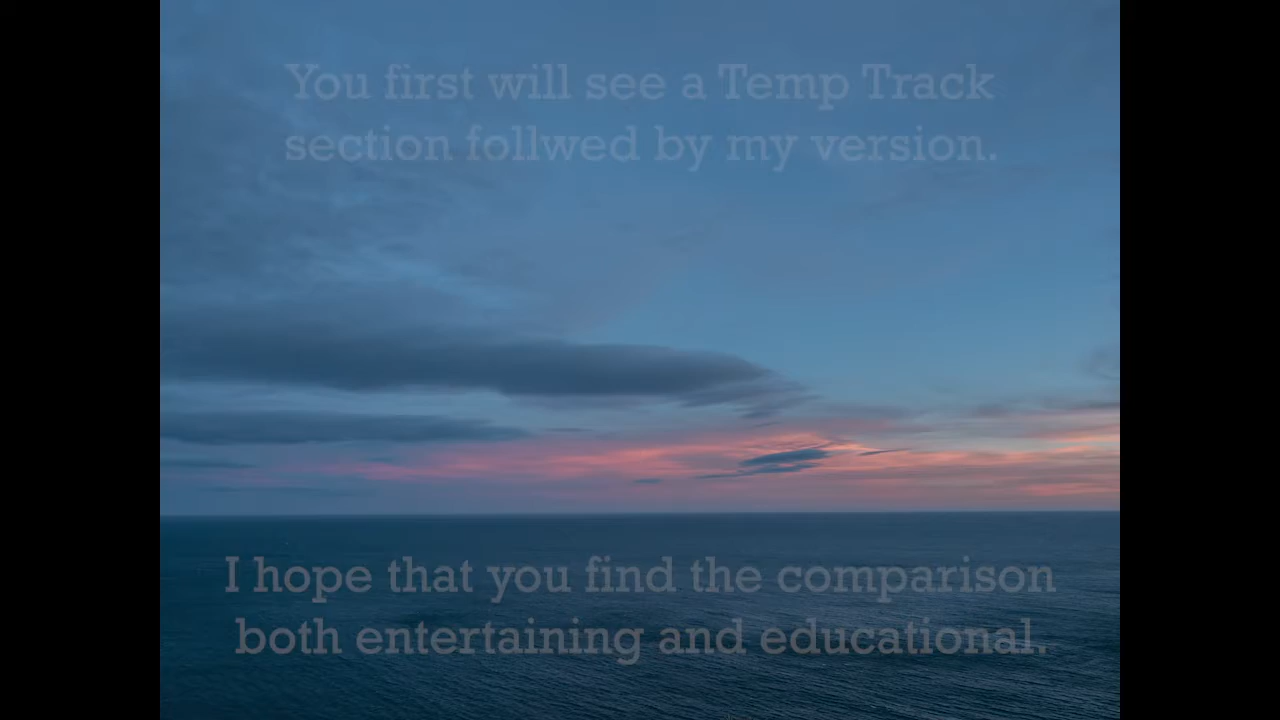 You first will see a Temp Track
section follwed by my version.
I hope that you find the comparison
both entertaining and educational.